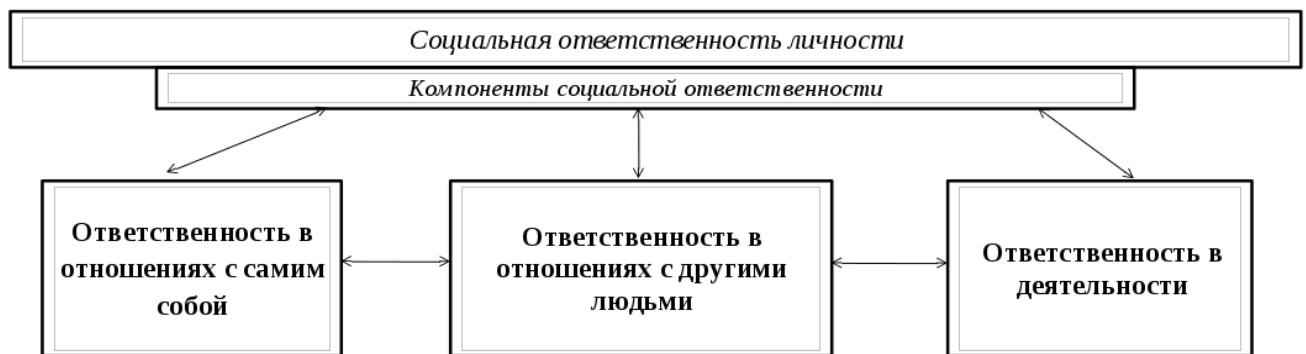 Социальная ответственность личности
Компоненты социальной ответственности
Ответственность в
отношениях с самим
собой
Ответственность в
отношениях с другими
людьми
Ответственность в
деятельности